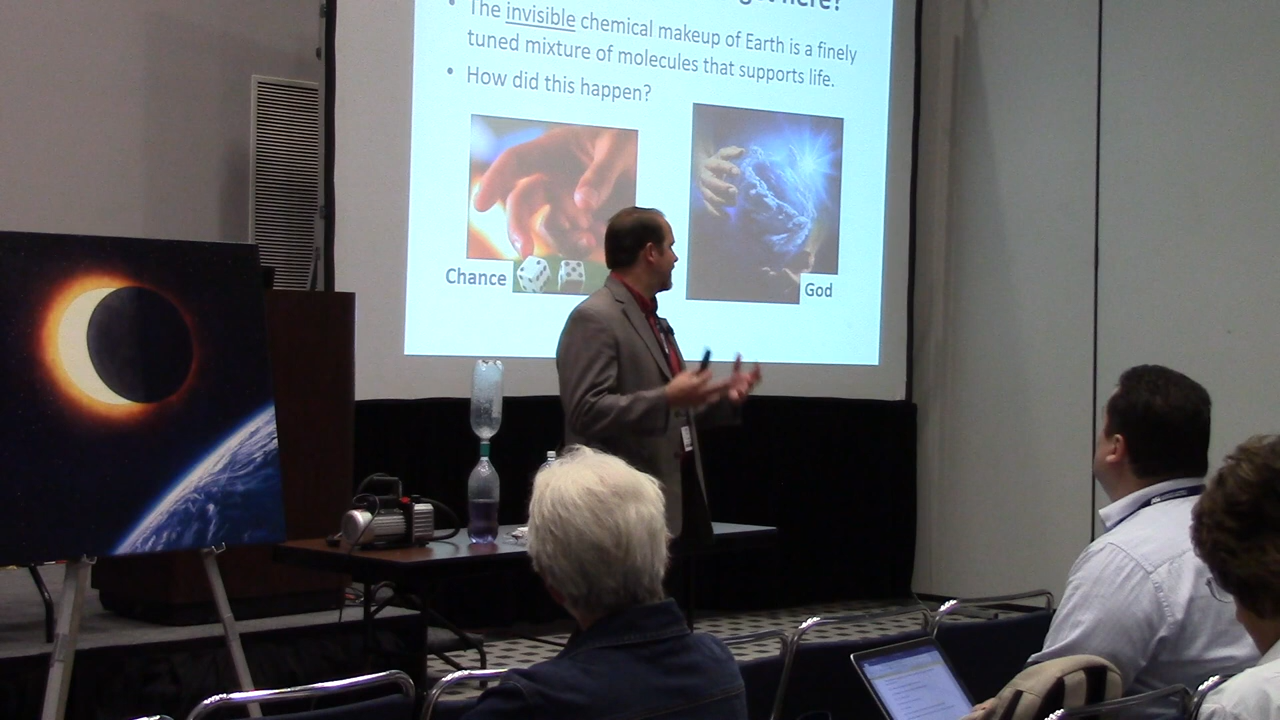 here?
• The invisible chemical makeup of Earth is a finely
tuned mixture of molecules that supports life.
• How did this happen?
Chance
God